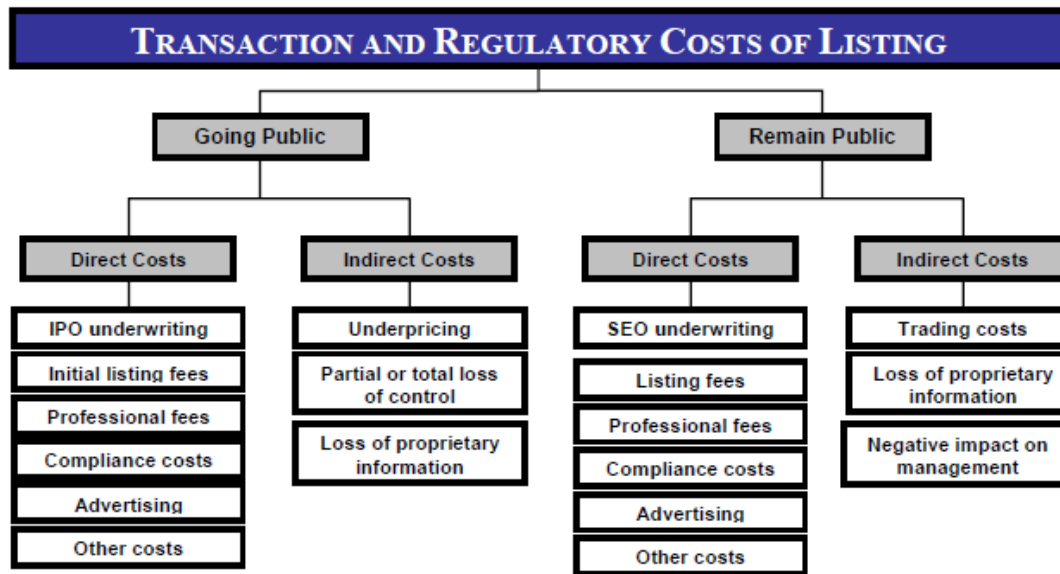 TRANSACTION AND REGULATORY COSTS OF LISTING
Going Public
Remain Public
Direct Costs
Indirect Costs
Direct Costs
Indirect Costs
IPO underwriting
Initial listing fees
Professional fees
Compliance costs
Advertising
Other costs
Underpricing
Partial or total loss
of control
Loss of proprietary
information
SEO underwriting
Listing fees
Professional fees
Compliance costs
Advertising
Other costs
Trading costs
Loss of proprietary
information
Negative impact on
management